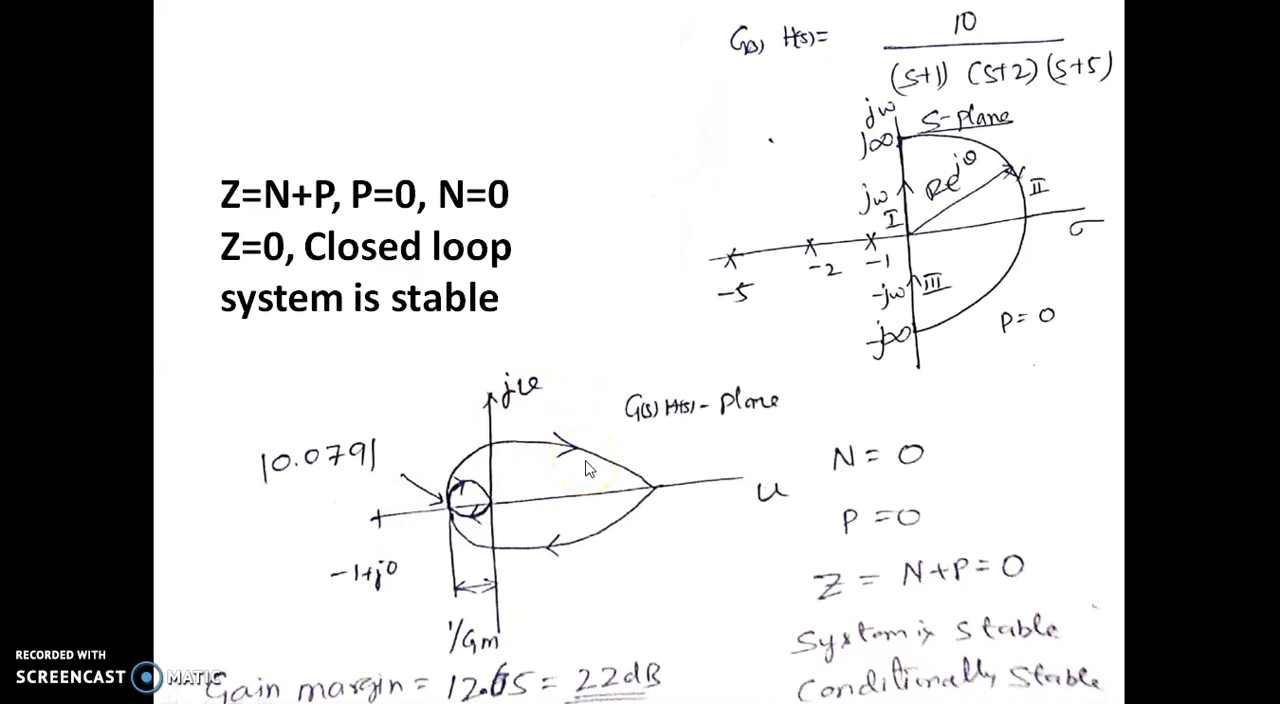 G(s) H(s) = 10
(s+1) (s+2) (s+5)
jω
S-plane
j∞
Re^jθ
II
jω
I
σ
-5
-2
-1
-jω
III
-j∞
P = 0
Z=N+P, P=0, N=0
Z=0, Closed loop
system is stable
jv
G(s) H(s) - Plane
|0.079|
u
-1+j0
1/Gm
N = 0
P = 0
Z = N+P = 0
System is stable
Conditionally stable
Gain margin = 12.65 = 22dB
RECORDED WITH
SCREENCAST MATIC